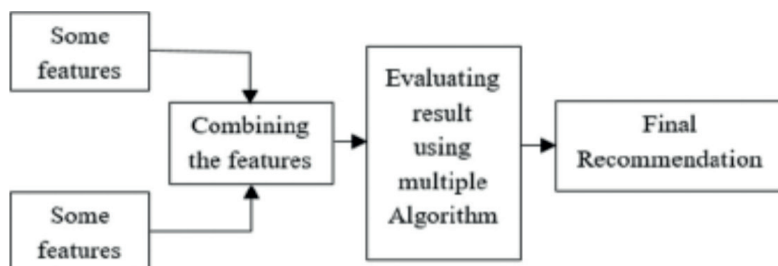 Some
features
Some
features
Combining
the features
Evaluating
result
using
multiple
Algorithm
Final
Recommendation